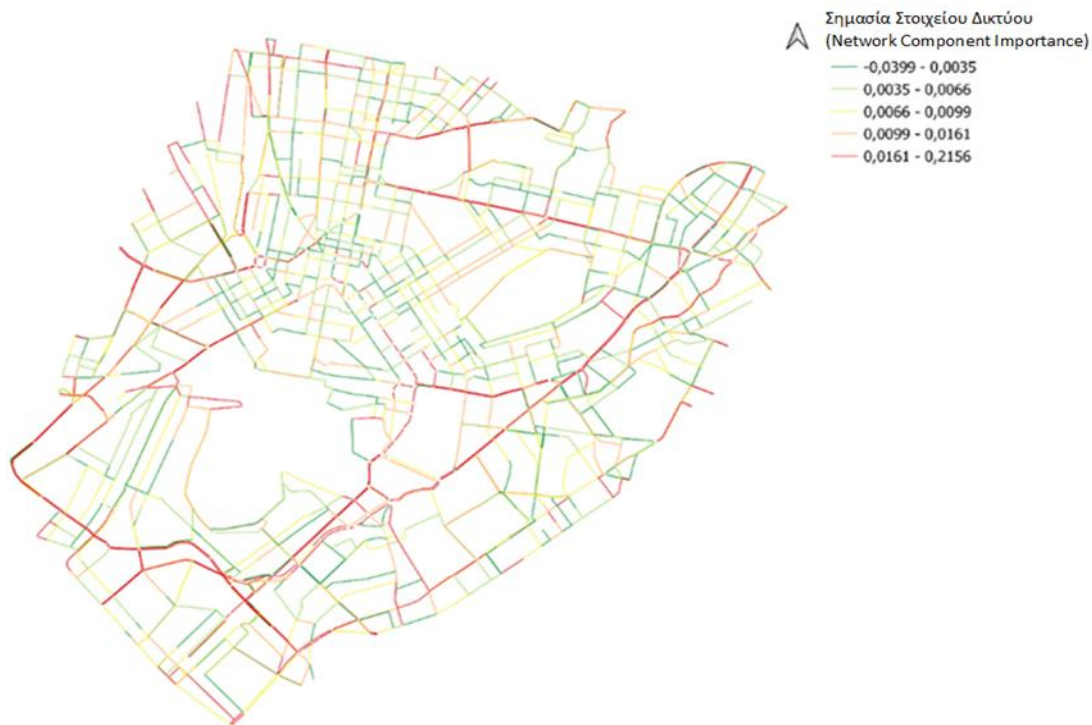 Σημασία Στοιχείου Δικτύου
(Network Component Importance)
-0,0399 - 0,0035
0,0035 - 0,0066
0,0066 - 0,0099
0,0099 - 0,0161
0,0161 - 0,2156